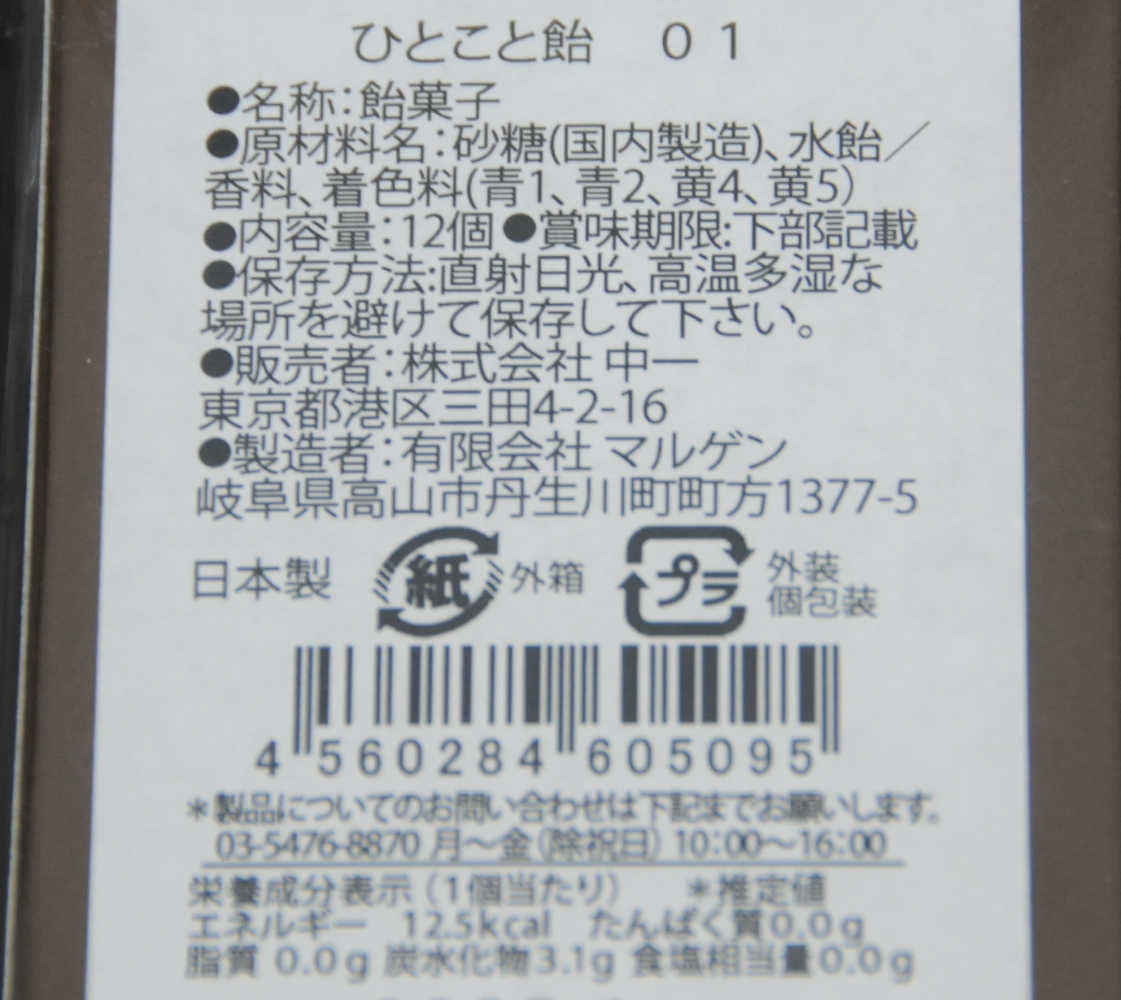 ひとこと飴　01
●名称：飴菓子
●原材料名：砂糖(国内製造)、水飴／
香料、着色料(青1、青2、黄4、黄5)
●内容量：12個 ●賞味期限:下部記載
●保存方法:直射日光、高温多湿な
場所を避けて保存して下さい。
●販売者：株式会社 中一
東京都港区三田4-2-16
●製造者：有限会社 マルゲン
岐阜県高山市丹生川町町方1377-5
日本製 紙 外箱 プラ 外装
個包装
4 560284 605095
＊製品についてのお問い合わせは下記までお願いします。
03-5476-8870 月～金（除祝日）10：00～16：00
栄養成分表示（1個当たり）　＊推定値
エネルギー　12.5kcal　たんぱく質0.0g
脂質 0.0g 炭水化物3.1g 食塩相当量0.0g